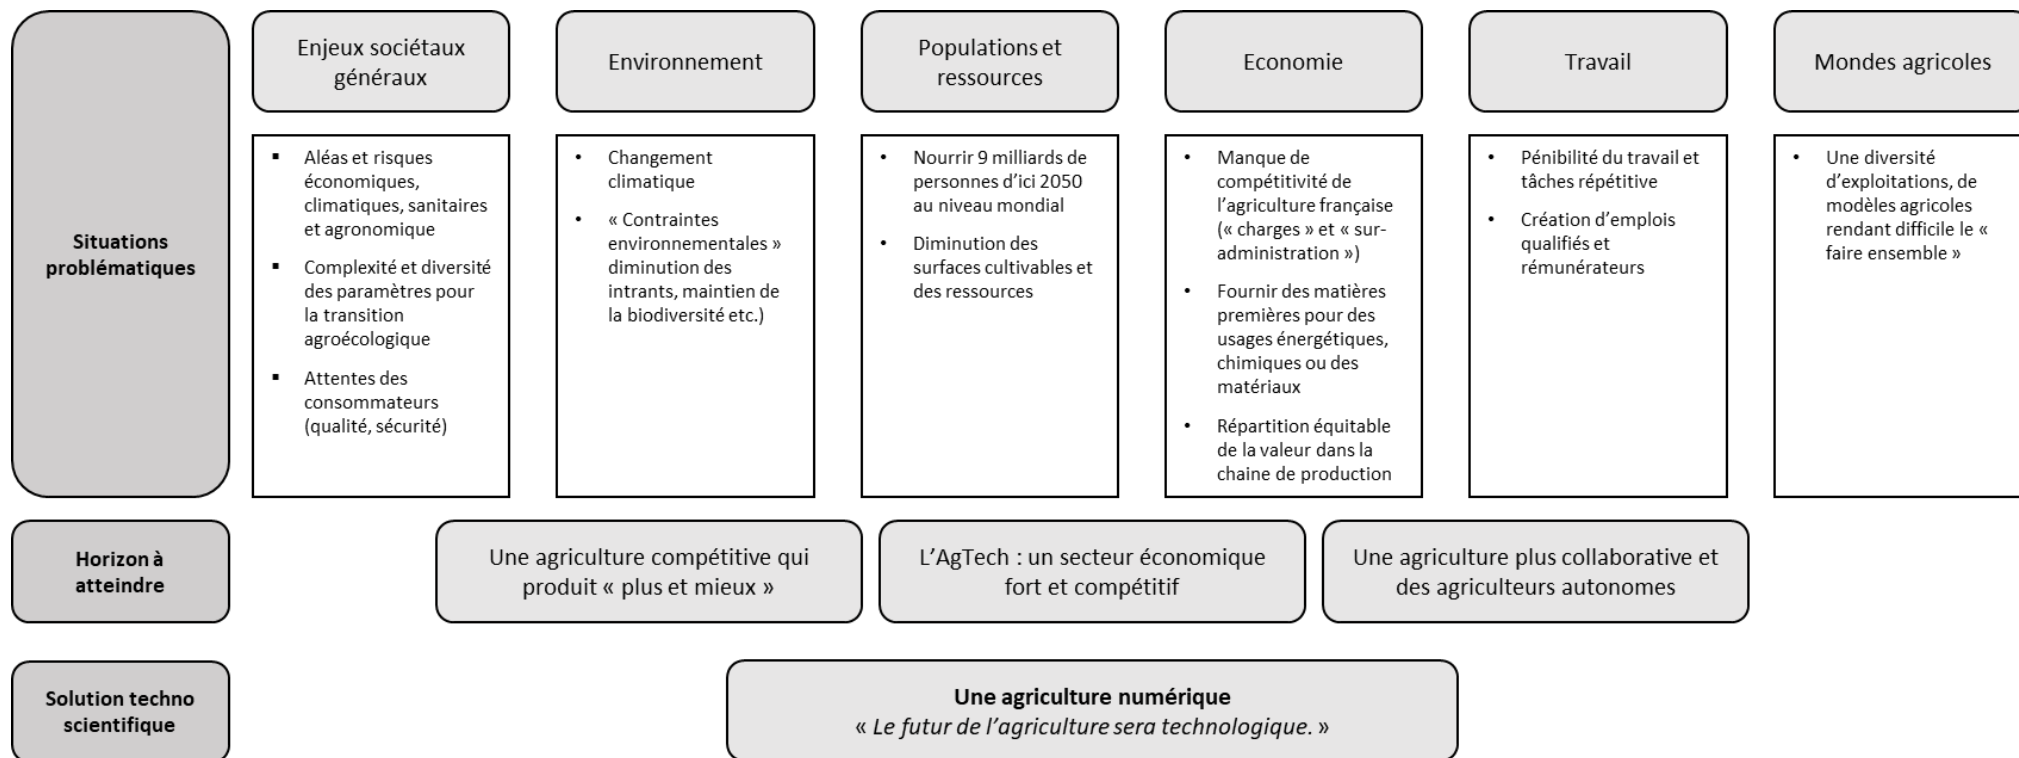 Situations
problématiques
Enjeux sociétaux
généraux
Environnement
Populations et
ressources
Economie
Travail
Mondes agricoles
▪ Aléas et risques
économiques,
climatiques, sanitaires
et agronomique
▪ Complexité et diversité
des paramètres pour
la transition
agroécologique
▪ Attentes des
consommateurs
(qualité, sécurité)
• Changement
climatique
• « Contraintes
environnementales »
diminution des
intrants, maintien de
la biodiversité etc.)
• Nourrir 9 milliards de
personnes d’ici 2050
au niveau mondial
• Diminution des
surfaces cultivables et
des ressources
• Manque de
compétitivité de
l’agriculture française
(« charges » et « sur-
administration »)
• Fournir des matières
premières pour des
usages énergétiques,
chimiques ou des
matériaux
• Répartition équitable
de la valeur dans la
chaine de production
• Pénibilité du travail et
tâches répétitive
• Création d’emplois
qualifiés et
rémunérateurs
• Une diversité
d’exploitations, de
modèles agricoles
rendant difficile le «
faire ensemble »
Horizon à
atteindre
Une agriculture compétitive qui
produit « plus et mieux »
L’AgTech : un secteur économique
fort et compétitif
Une agriculture plus collaborative et
des agriculteurs autonomes
Solution techno
scientifique
Une agriculture numérique
« Le futur de l’agriculture sera technologique. »